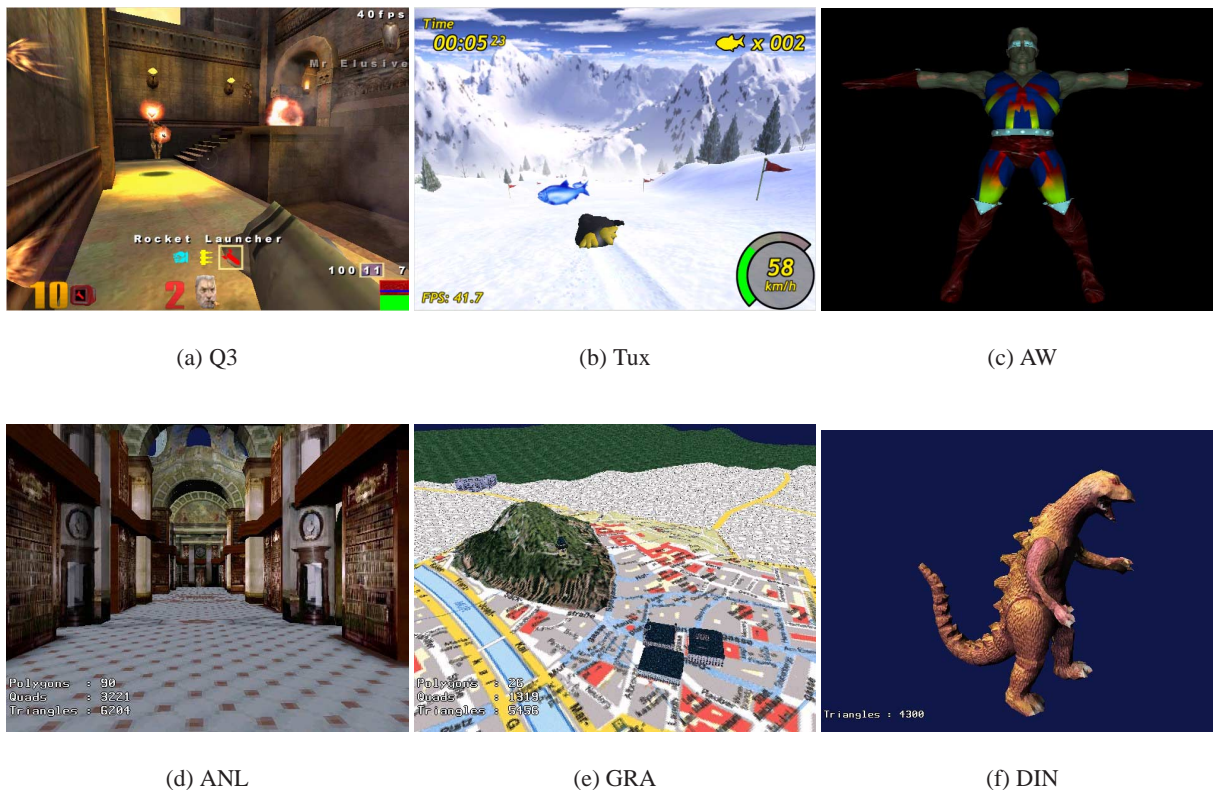 40fps
Mr Elusive
Rocket Launcher
100 11 7
10
2
Time
00:05 23
x 002
58
km/h
FPS: 41.7
(a) Q3
(b) Tux
(c) AW
Polygons : 90
Quads : 3221
Triangles : 6204
Polygons : 26
Quads : 1319
Triangles : 5456
Triangles : 4300
(d) ANL
(e) GRA
(f) DIN